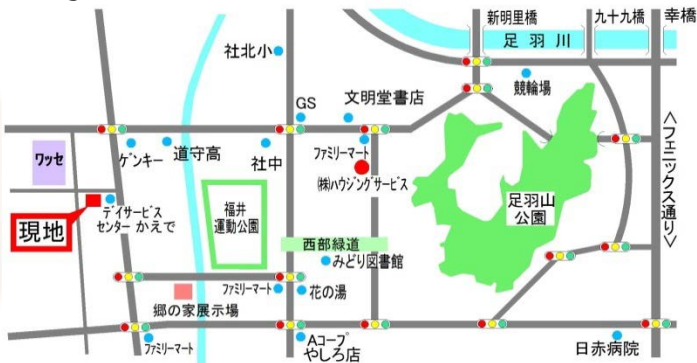 新明里橋
九十九橋
幸橋
足羽川
社北小
競輪場
GS
文明堂書店
ワッセ
ゲンキー
道守高
社中
ファミリーマート
㈱ハウジングサービス
<フェニックス通り>
足羽山
公園
現地
デイサービス
センター かえで
福井
運動公園
西部緑道
みどり図書館
郷の家展示場
ファミリーマート
花の湯
ファミリーマート
Aコープ
やしろ店
日赤病院